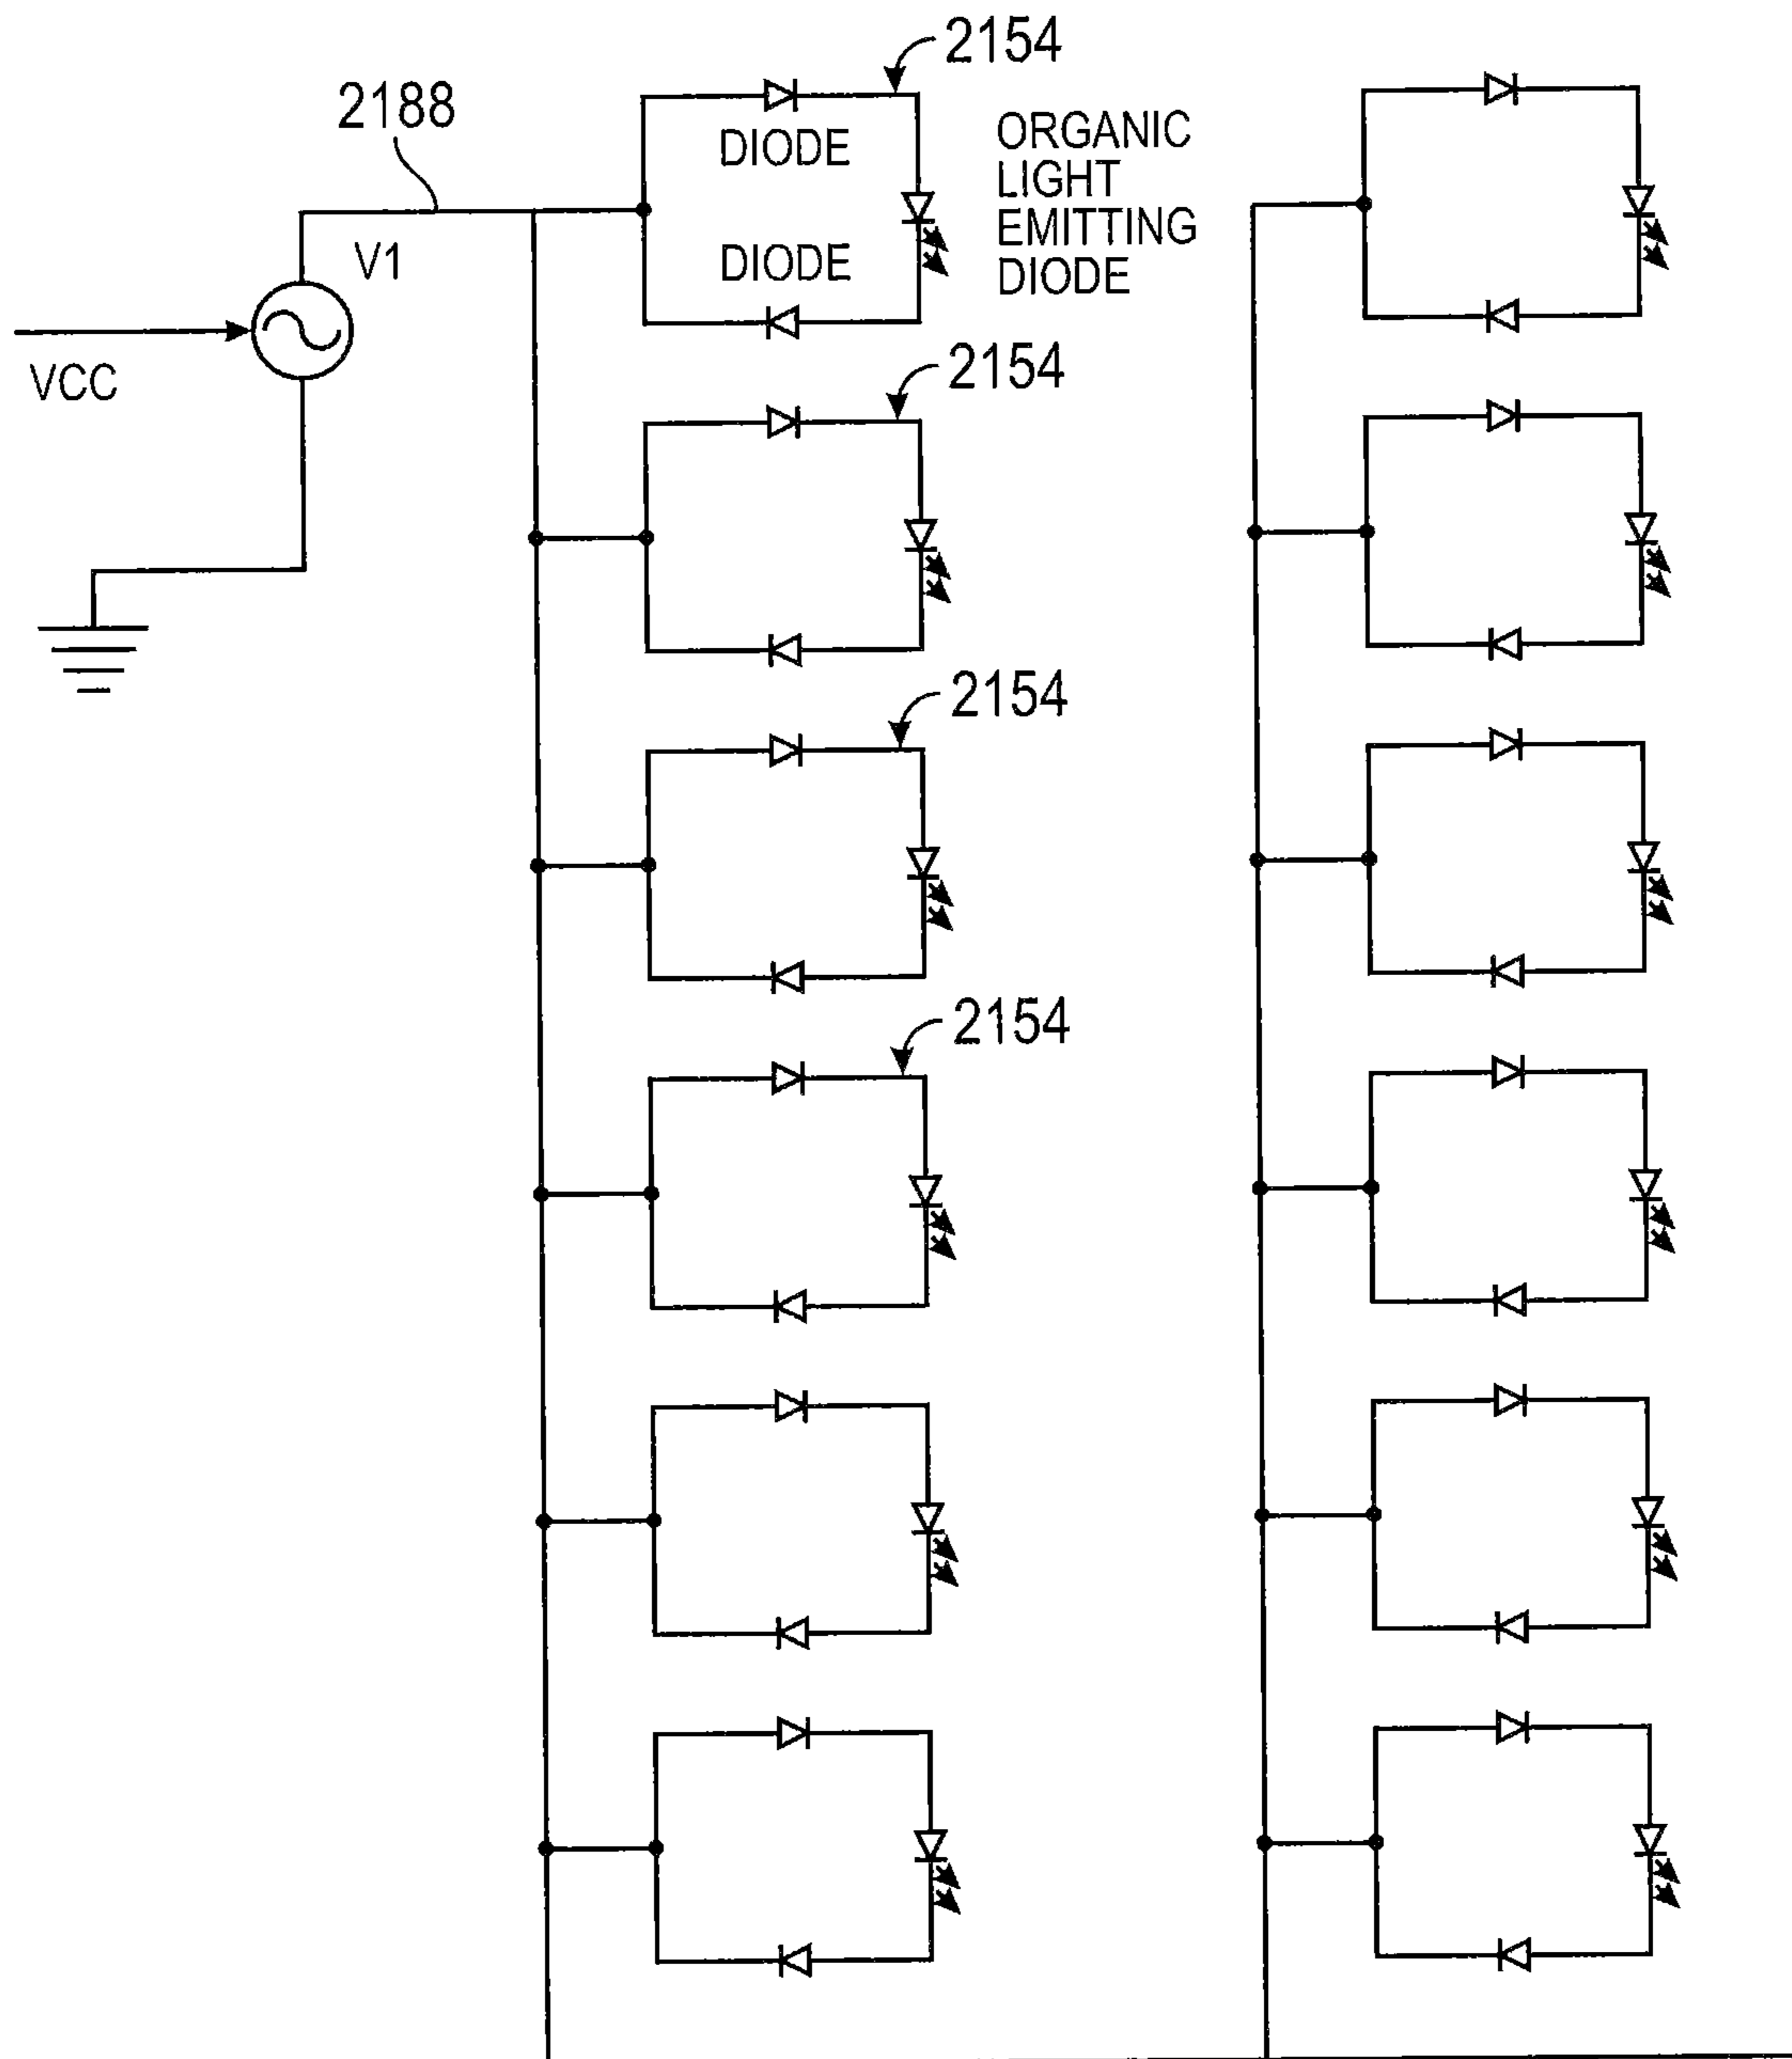 2154
2188
DIODE
ORGANIC
LIGHT
EMITTING
DIODE
V1
DIODE
VCC
2154
2154
2154